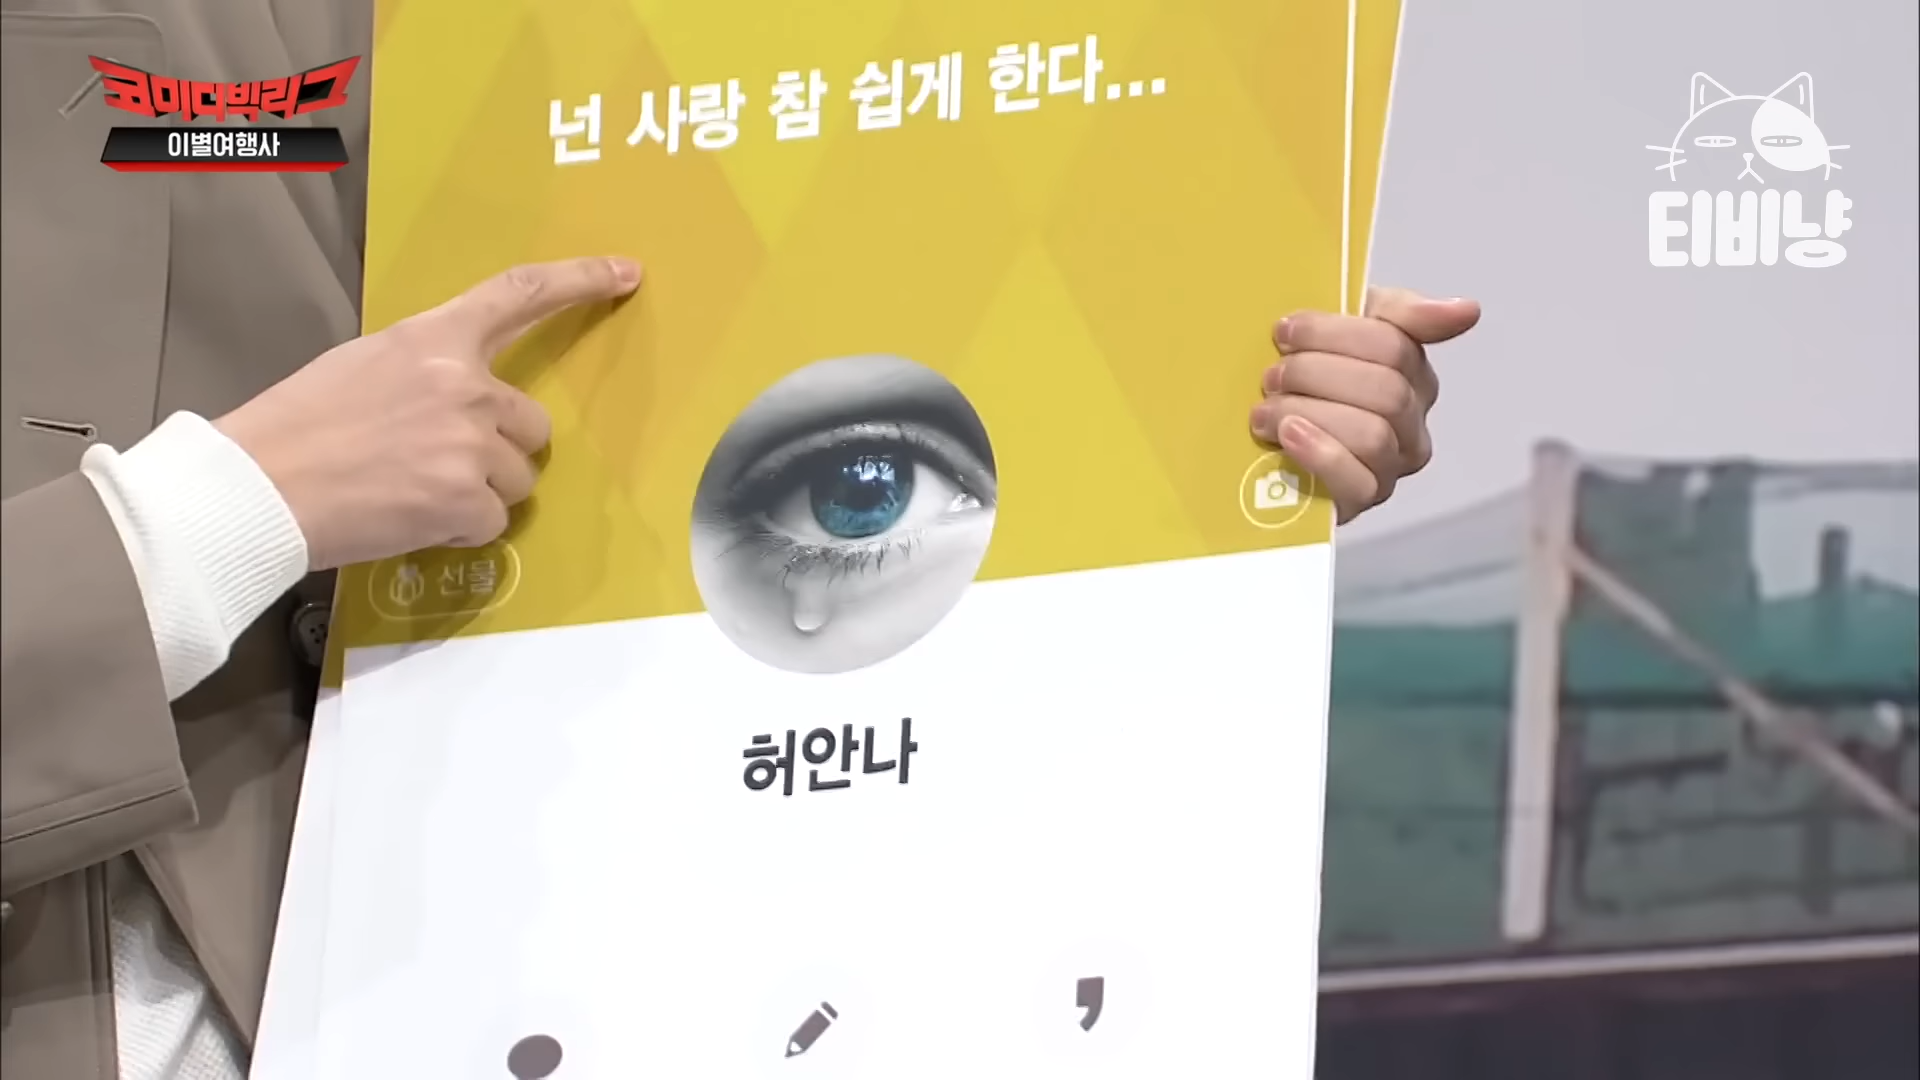 코미디빅리그
이별여행사
티비냥
넌 사랑 참 쉽게 한다...
선물
허안나